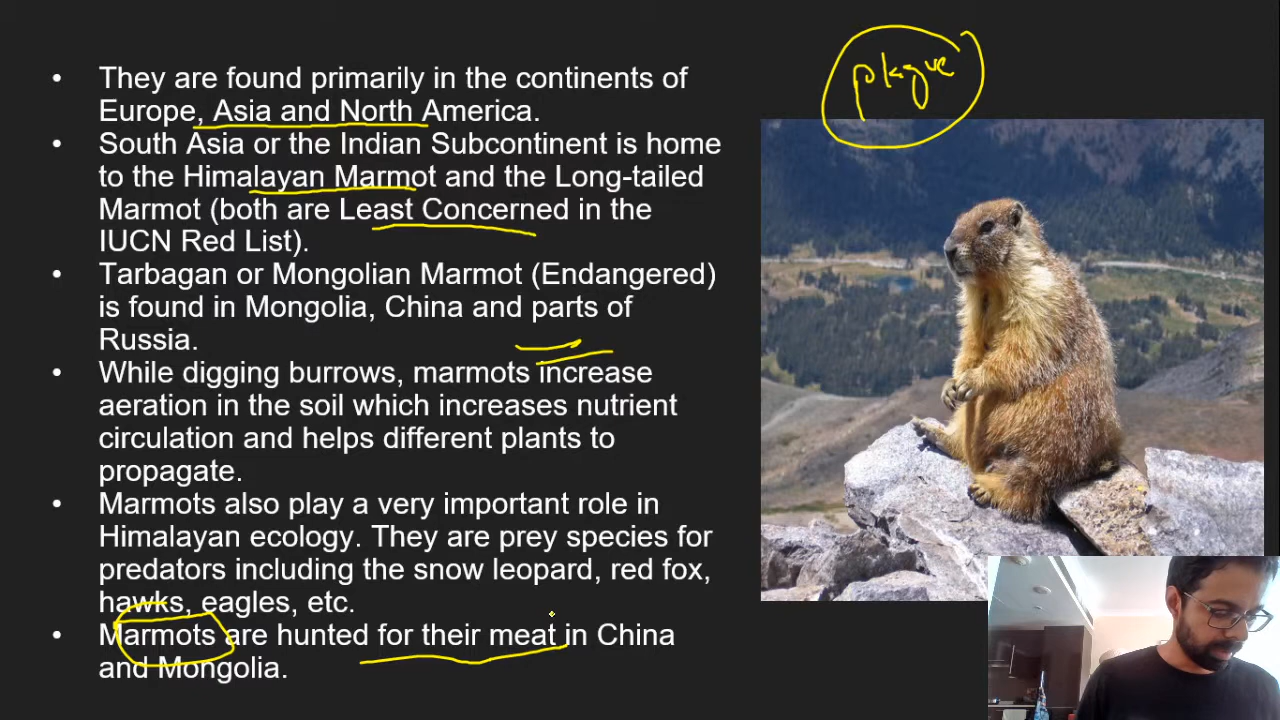 plague
• They are found primarily in the continents of
Europe, Asia and North America.
• South Asia or the Indian Subcontinent is home
to the Himalayan Marmot and the Long-tailed
Marmot (both are Least Concerned in the
IUCN Red List).
• Tarbagan or Mongolian Marmot (Endangered)
is found in Mongolia, China and parts of
Russia.
• While digging burrows, marmots increase
aeration in the soil which increases nutrient
circulation and helps different plants to
propagate.
• Marmots also play a very important role in
Himalayan ecology. They are prey species for
predators including the snow leopard, red fox,
hawks, eagles, etc.
• Marmots are hunted for their meat in China
and Mongolia.